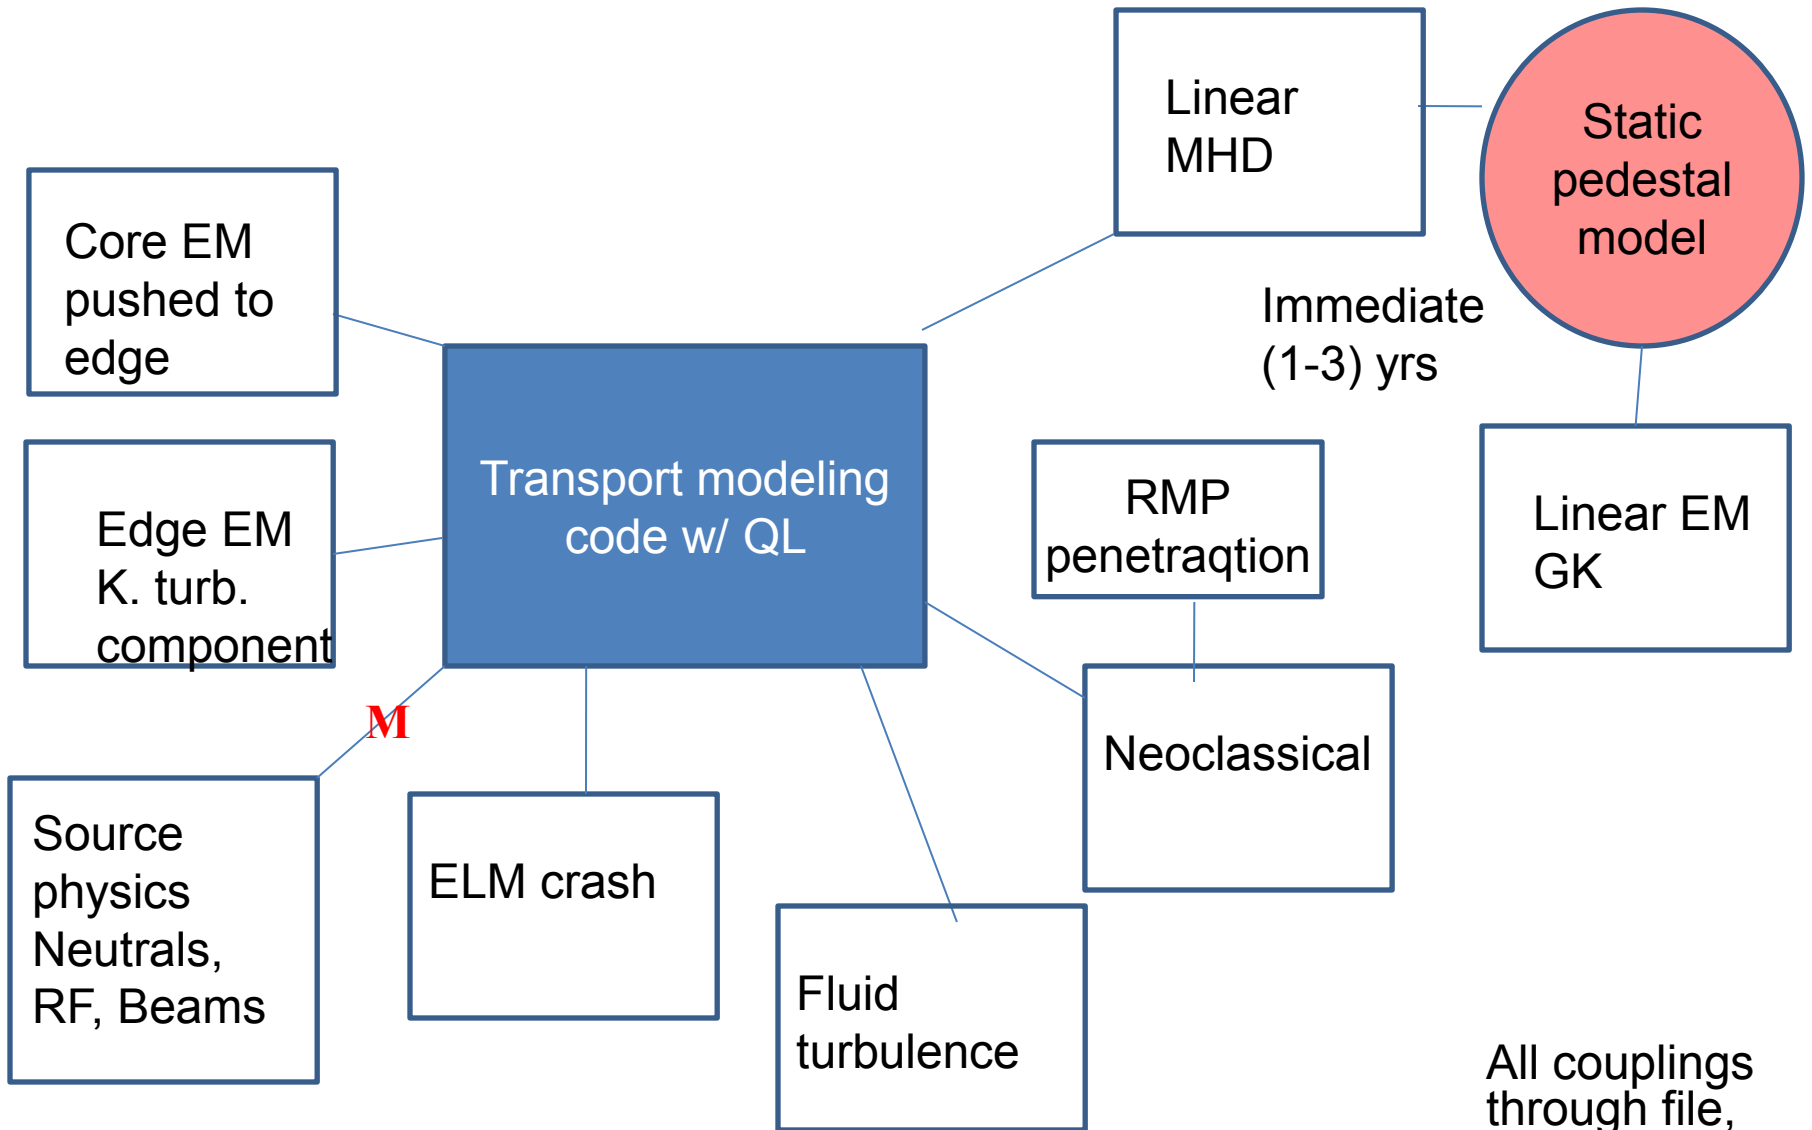 Linear
MHD
Static
pedestal
model
Core EM
pushed to
edge
Immediate
(1-3) yrs
Transport modeling
code w/ QL
RMP
penetraqtion
Linear EM
GK
Edge EM
K. turb.
component
M
Neoclassical
Source
physics
Neutrals,
RF, Beams
ELM crash
Fluid
turbulence
All couplings
through file,